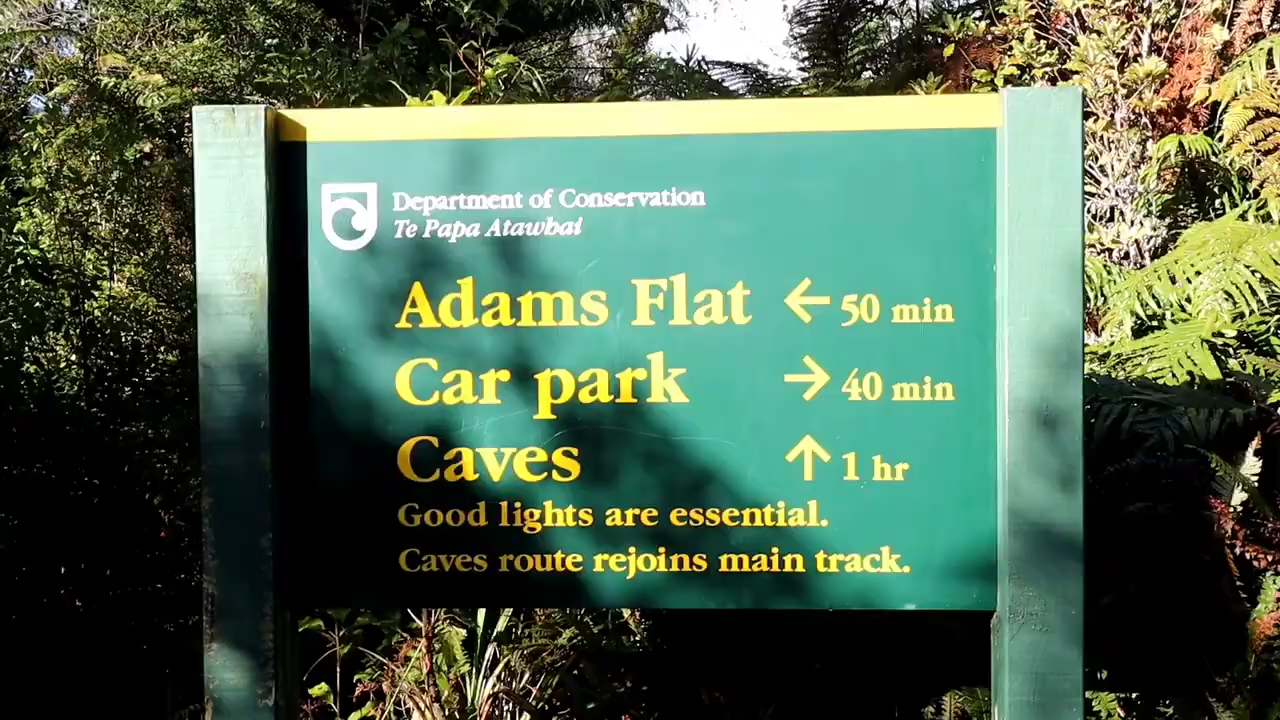 Department of Conservation
Te Papa Atawhai
Adams Flat ← 50 min
Car park → 40 min
Caves ↑ 1 hr
Good lights are essential.
Caves route rejoins main track.